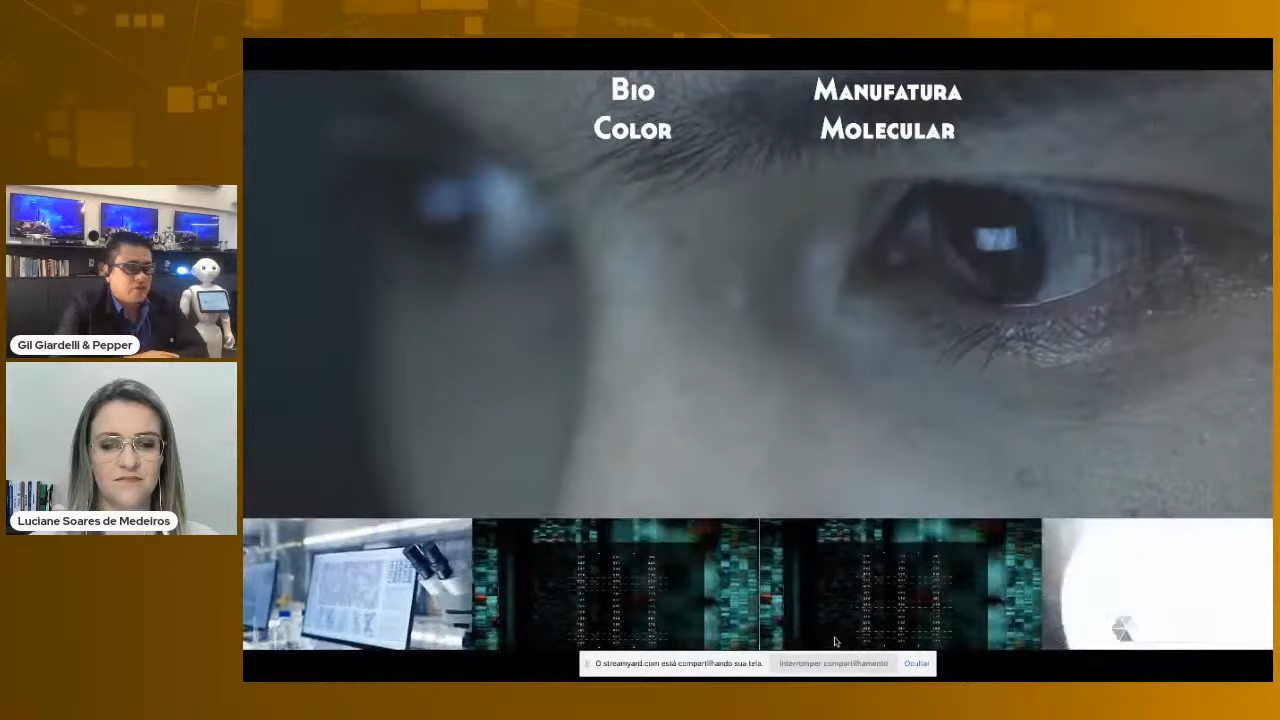 Bio
Color
Manufatura
Molecular
Gil Giardelli & Pepper
Luciane Soares de Medeiros
O streamyard.com está compartilhando sua tela. Interromper compartilhamento Ocultar